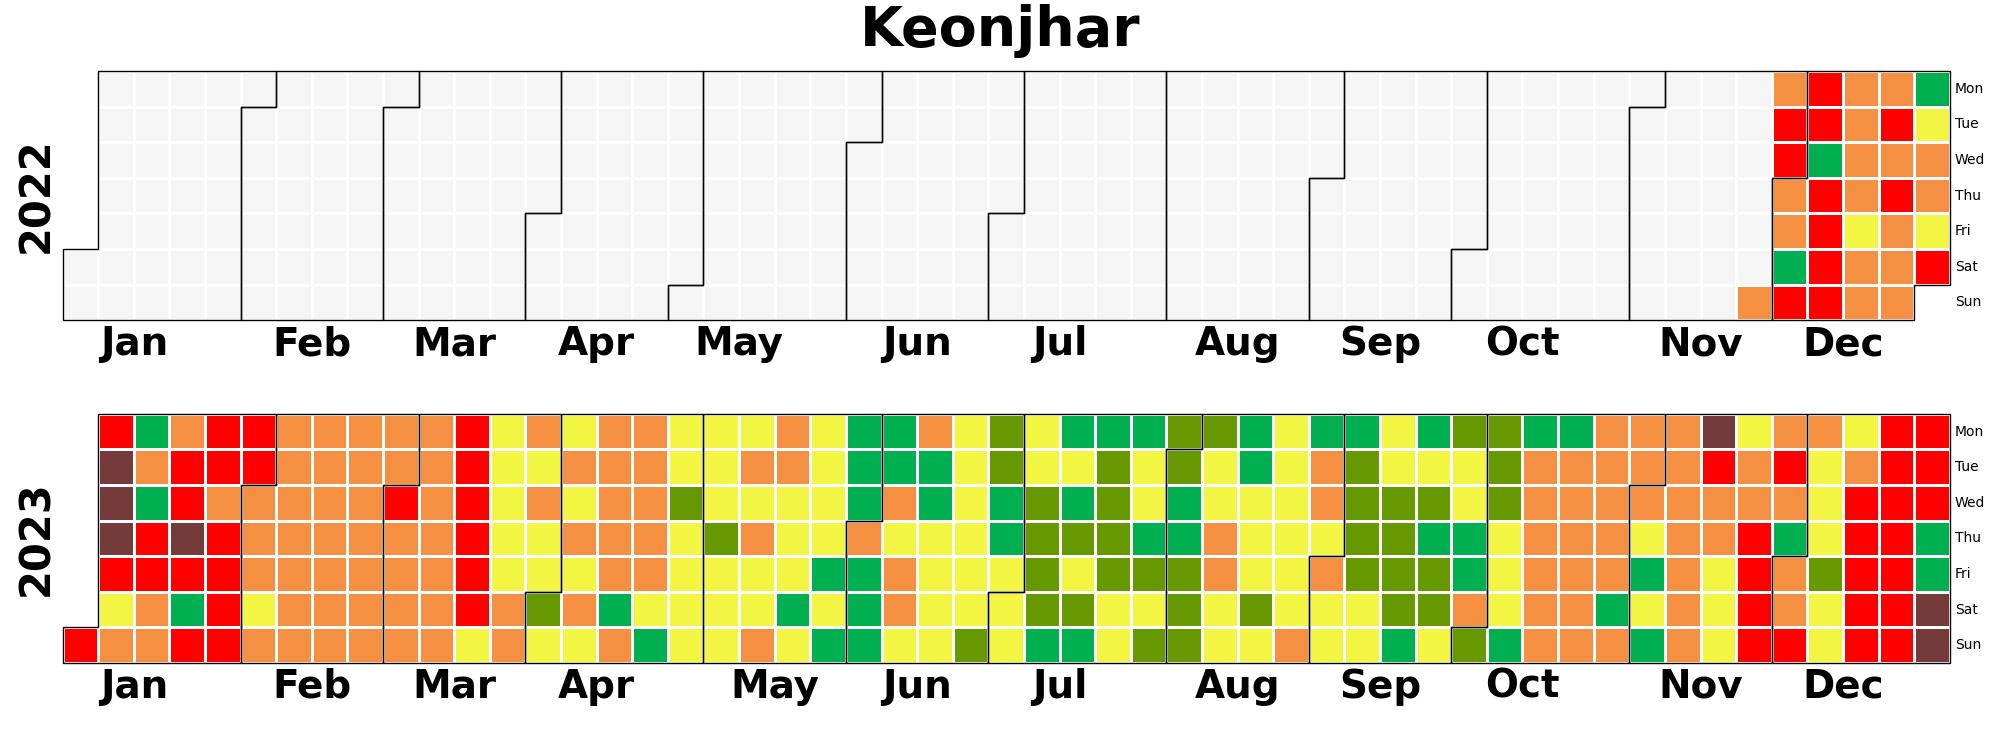 Keonjhar
2022
Mon
Tue
Wed
Thu
Fri
Sat
Sun
Jan Feb Mar Apr May Jun Jul Aug Sep Oct Nov Dec
2023
Mon
Tue
Wed
Thu
Fri
Sat
Sun
Jan Feb Mar Apr May Jun Jul Aug Sep Oct Nov Dec